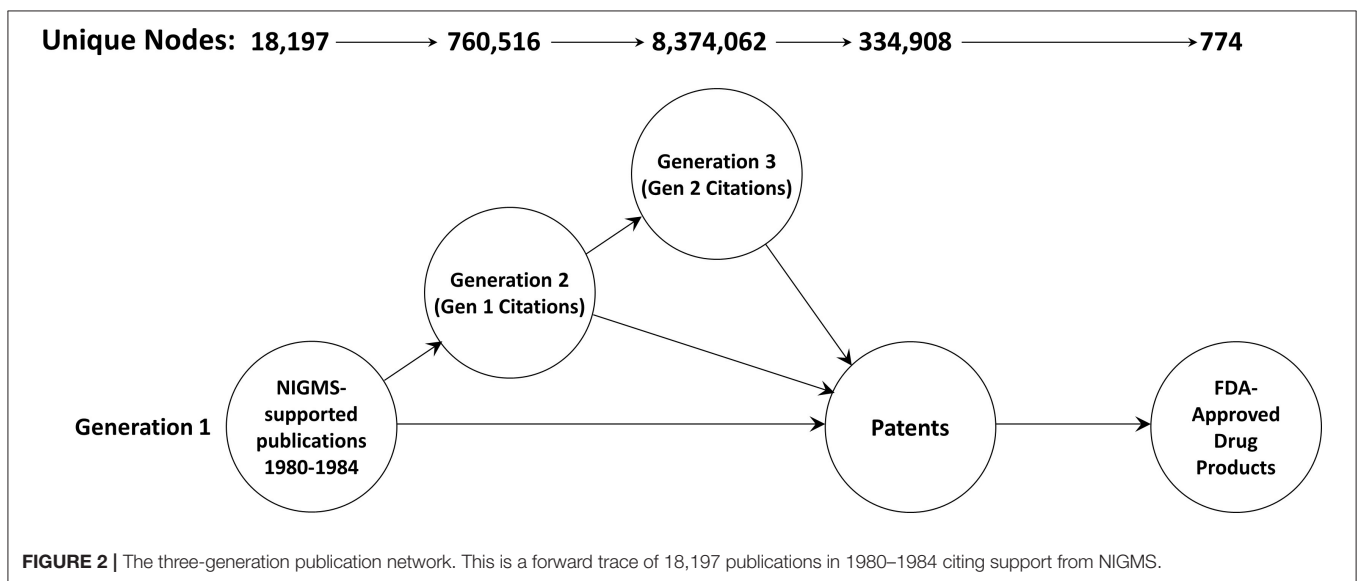 Unique Nodes: 18,197 760,516 8,374,062 334,908 774
Generation 3
(Gen 2 Citations)
Generation 2
(Gen 1 Citations)
Generation 1
NIGMS-
supported
publications
1980-1984
Patents
FDA-
Approved
Drug
Products
FIGURE 2 | The three-generation publication network. This is a forward trace of 18,197 publications in 1980–1984 citing support from NIGMS.